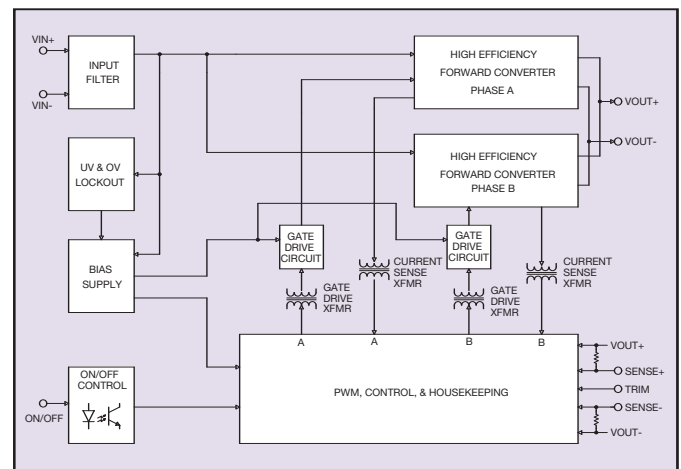 VIN+
VIN-
INPUT
FILTER
HIGH EFFICIENCY
FORWARD CONVERTER
PHASE A
VOUT+
VOUT-
HIGH EFFICIENCY
FORWARD CONVERTER
PHASE B
UV & OV
LOCKOUT
BIAS
SUPPLY
GATE
DRIVE
CIRCUIT
CURRENT
SENSE
XFMR
GATE
DRIVE
CIRCUIT
CURRENT
SENSE
XFMR
GATE
DRIVE
XFMR
GATE
DRIVE
XFMR
A
A
B
B
ON/OFF
CONTROL
ON/OFF
PWM, CONTROL, & HOUSEKEEPING
VOUT+
SENSE+
TRIM
SENSE-
VOUT-